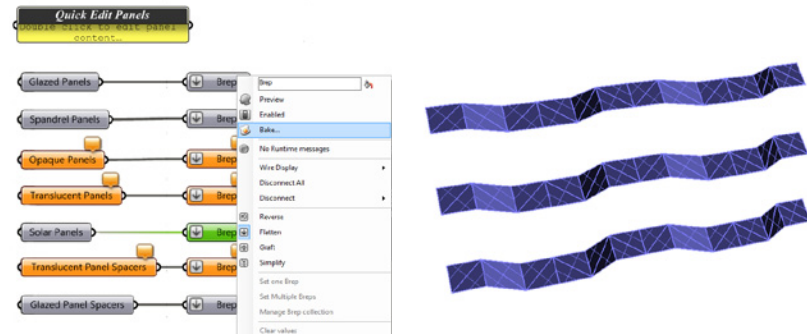 Quick Edit Panels
Double click to edit panel
content…
Glazed Panels
Brep
Spandrel Panels
Brep
Opaque Panels
Brep
Translucent Panels
Brep
Solar Panels
Brep
Translucent Panel Spacers
Brep
Glazed Panel Spacers
Brep
Brep
Preview
Enabled
Bake…
No Runtime messages
Wire Display
Disconnect All
Disconnect
Reverse
Flatten
Graft
Simplify
Set one Brep
Set Multiple Breps
Manage Brep collection
Clear values